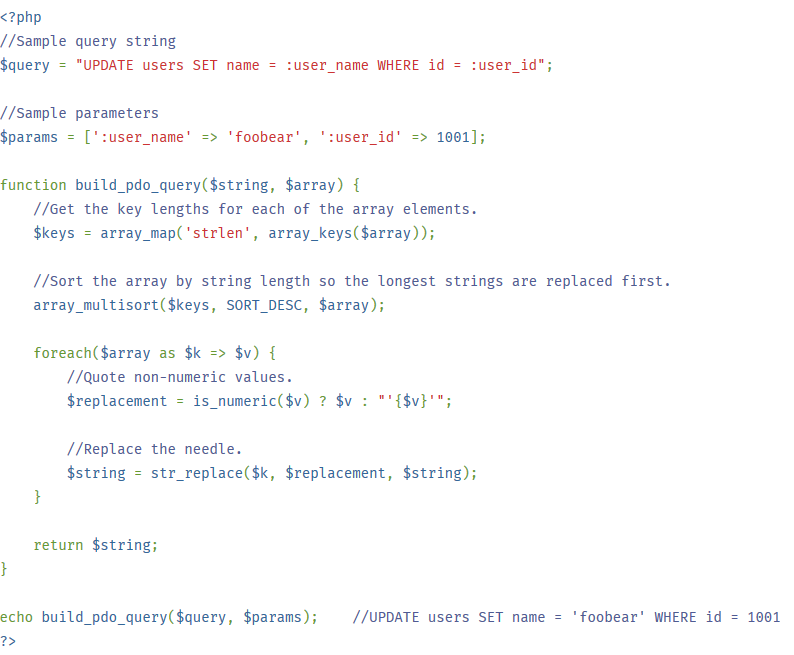 <?php
//Sample query string
$query = "UPDATE users SET name = :user_name WHERE id = :user_id";
//Sample parameters
$params = [':user_name' => 'foobear', ':user_id' => 1001];
function build_pdo_query($string, $array) {
//Get the key lengths for each of the array elements.
$keys = array_map('strlen', array_keys($array));
//Sort the array by string length so the longest strings are replaced first.
array_multisort($keys, SORT_DESC, $array);
foreach($array as $k => $v) {
//Quote non-numeric values.
$replacement = is_numeric($v) ? $v : "'{$v}'";
//Replace the needle.
$string = str_replace($k, $replacement, $string);
}
return $string;
}
echo build_pdo_query($query, $params);    //UPDATE users SET name = 'foobear' WHERE id = 1001
?>